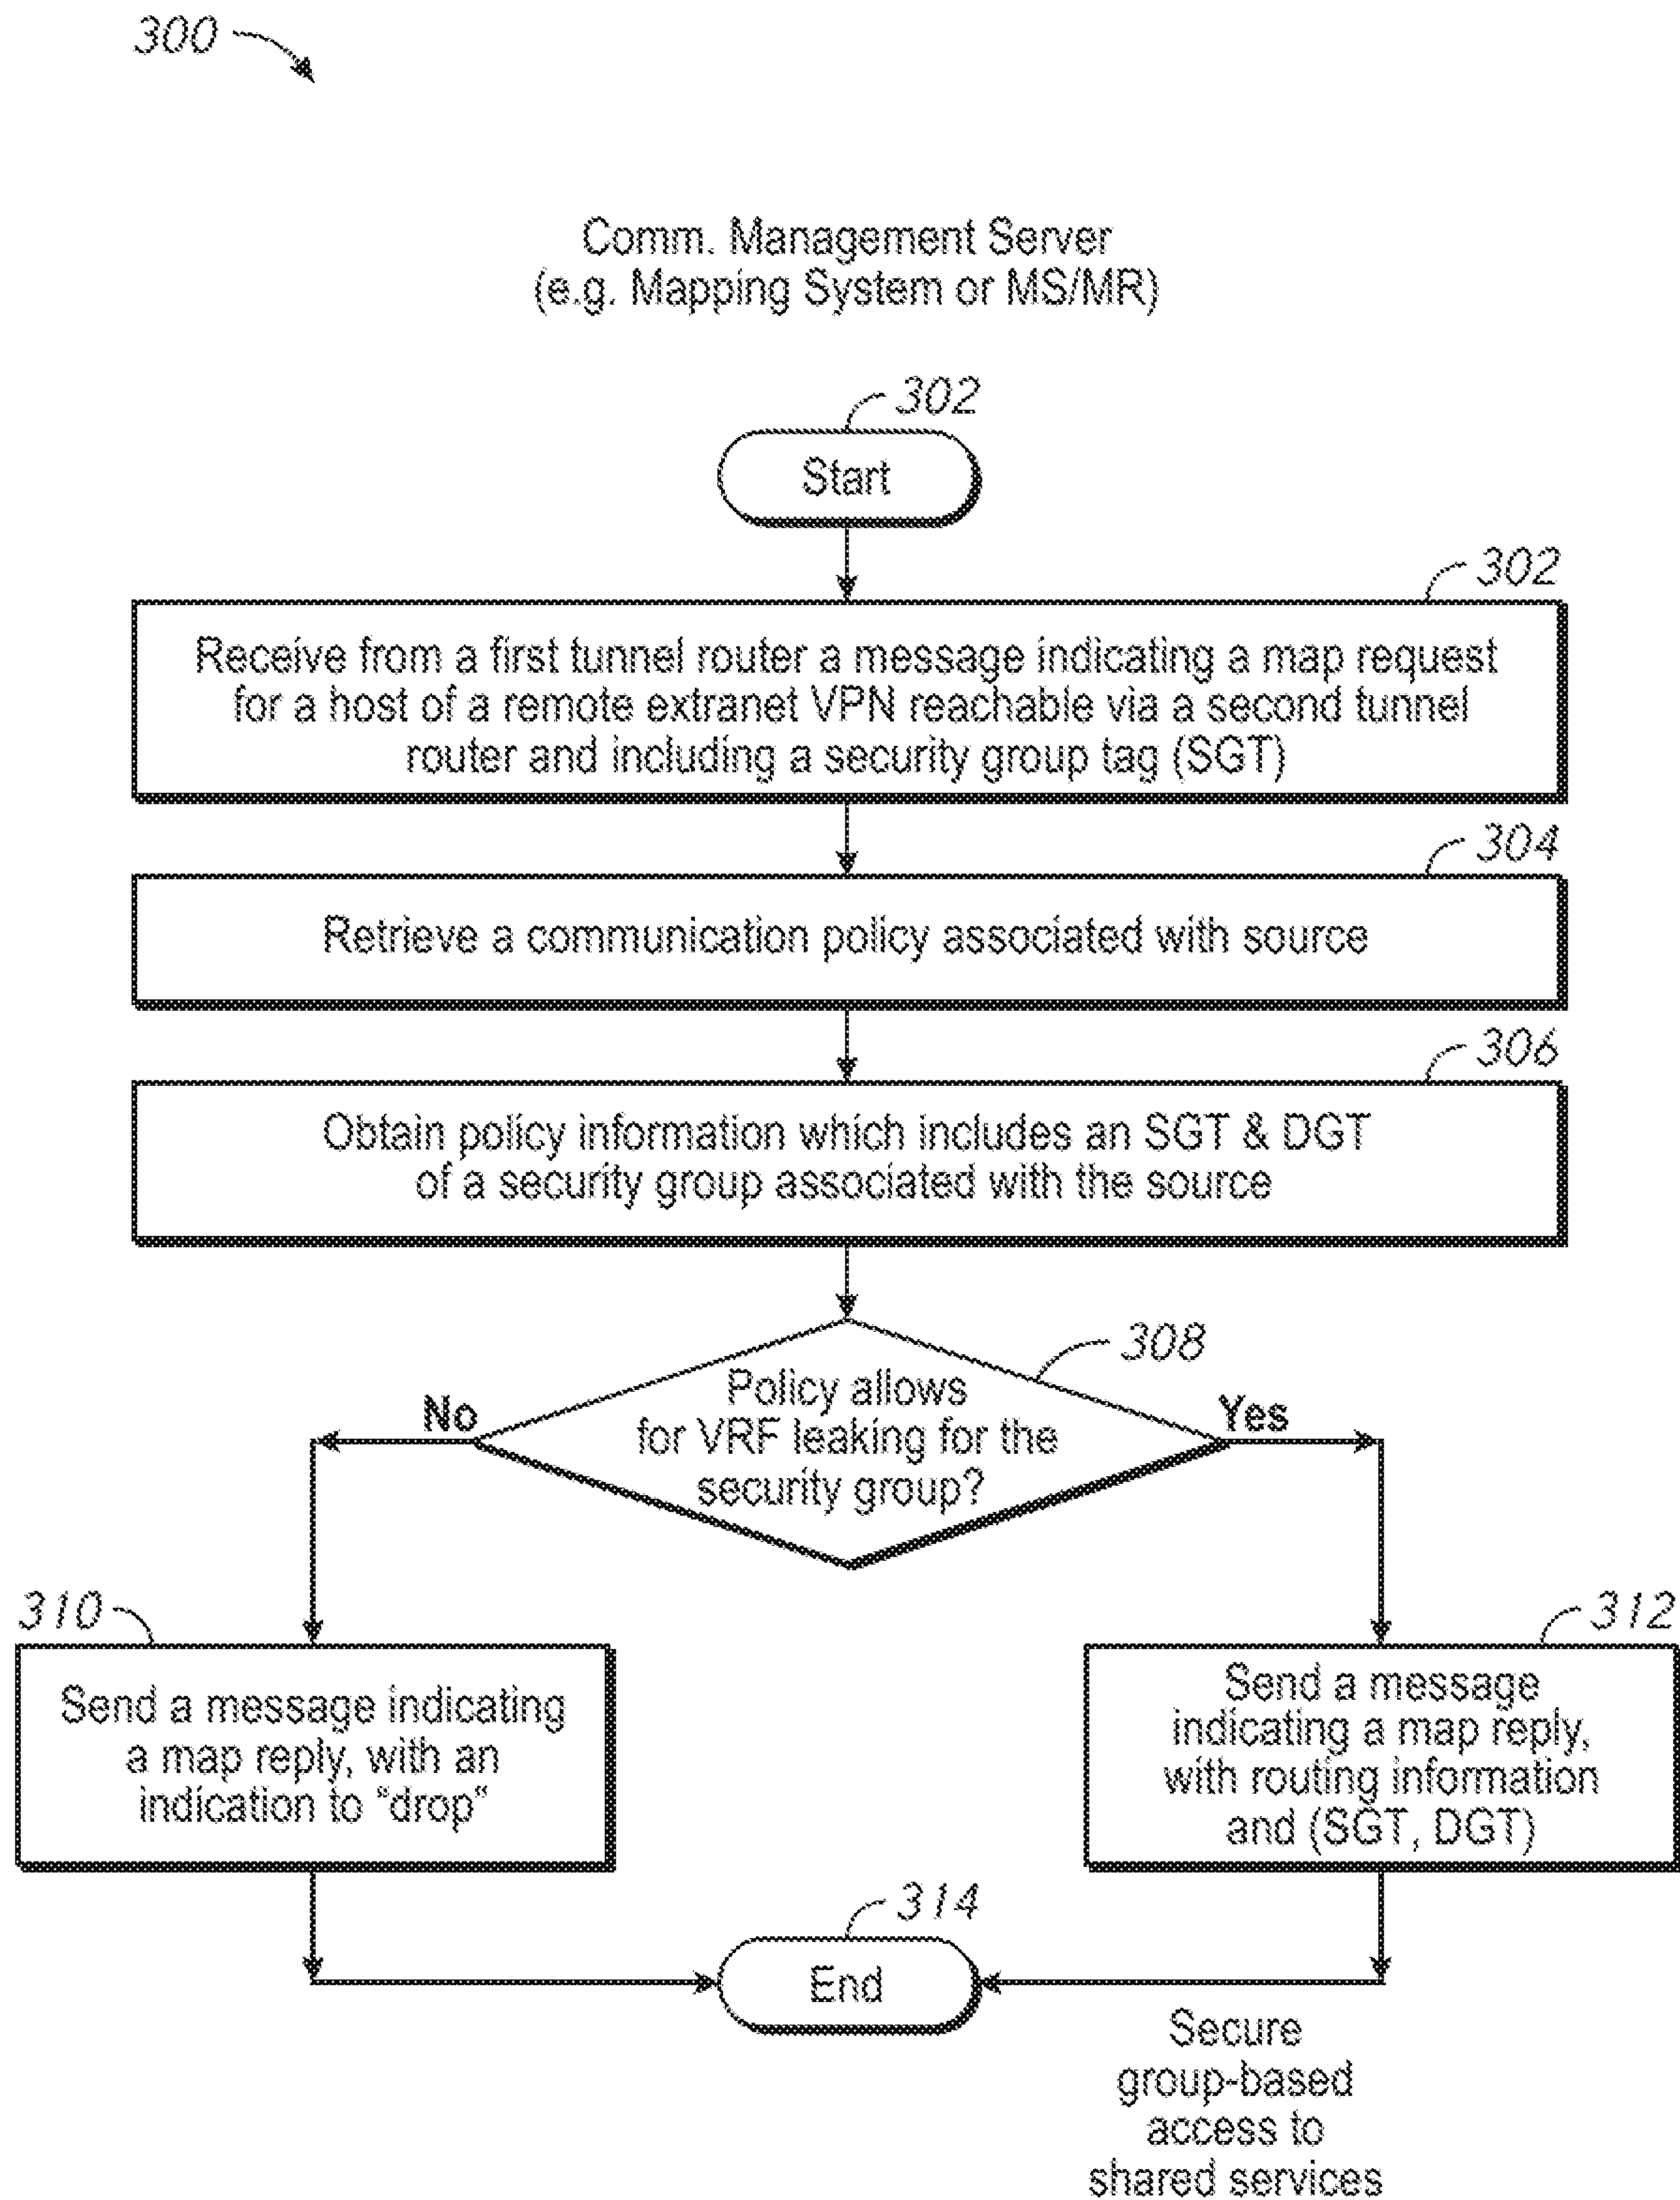 300
Comm. Management Server
(e.g. Mapping System or MS/MR)
302
Start
302
Receive from a first tunnel router a message indicating a map request
for a host of a remote extranet VPN reachable via a second tunnel
router and including a security group tag (SGT)
304
Retrieve a communication policy associated with source
306
Obtain policy information which includes an SGT & DGT
of a security group associated with the source
308
Policy allows
for VRF leaking for the
security group?
No
Yes
310
Send a message indicating
a map reply, with an
indication to "drop"
312
Send a message
indicating a map reply,
with routing information
and (SGT, DGT)
314
End
Secure
group-based
access to
shared services